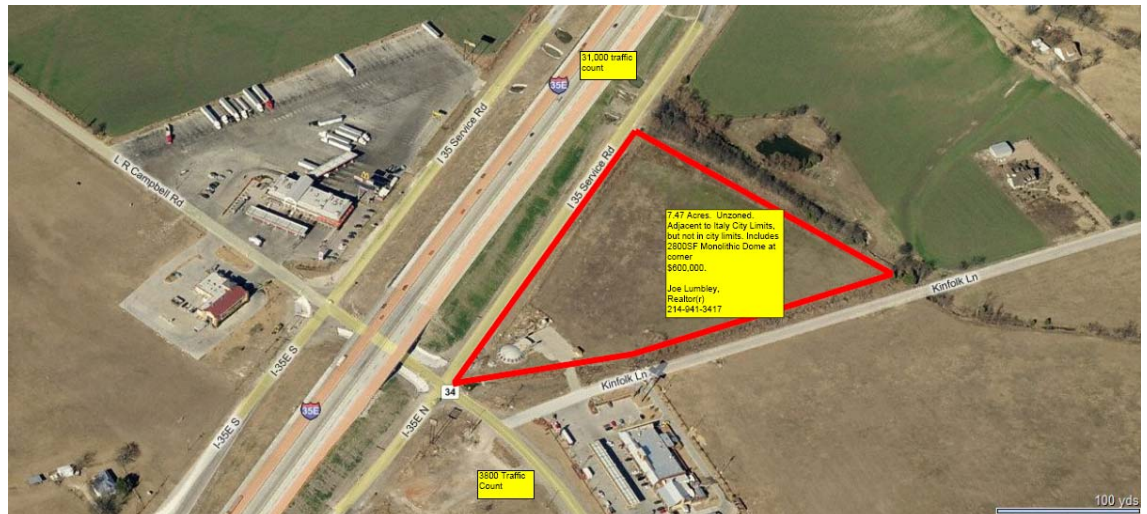 31,000 traffic
count
35E
I 35 Service Rd
L R Campbell Rd
I 35 Service Rd
7.47 Acres.  Unzoned.
Adjacent to Italy City Limits,
but not in city limits. Includes
2800SF Monolithic Dome at
corner
$600,000.
Joe Lumbley,
Realtor(r)
214-941-3417
Kinfolk Ln
I-35E S
34
Kinfolk Ln
35E
I-35E N
I-35E S
3800 Traffic
Count
100 yds